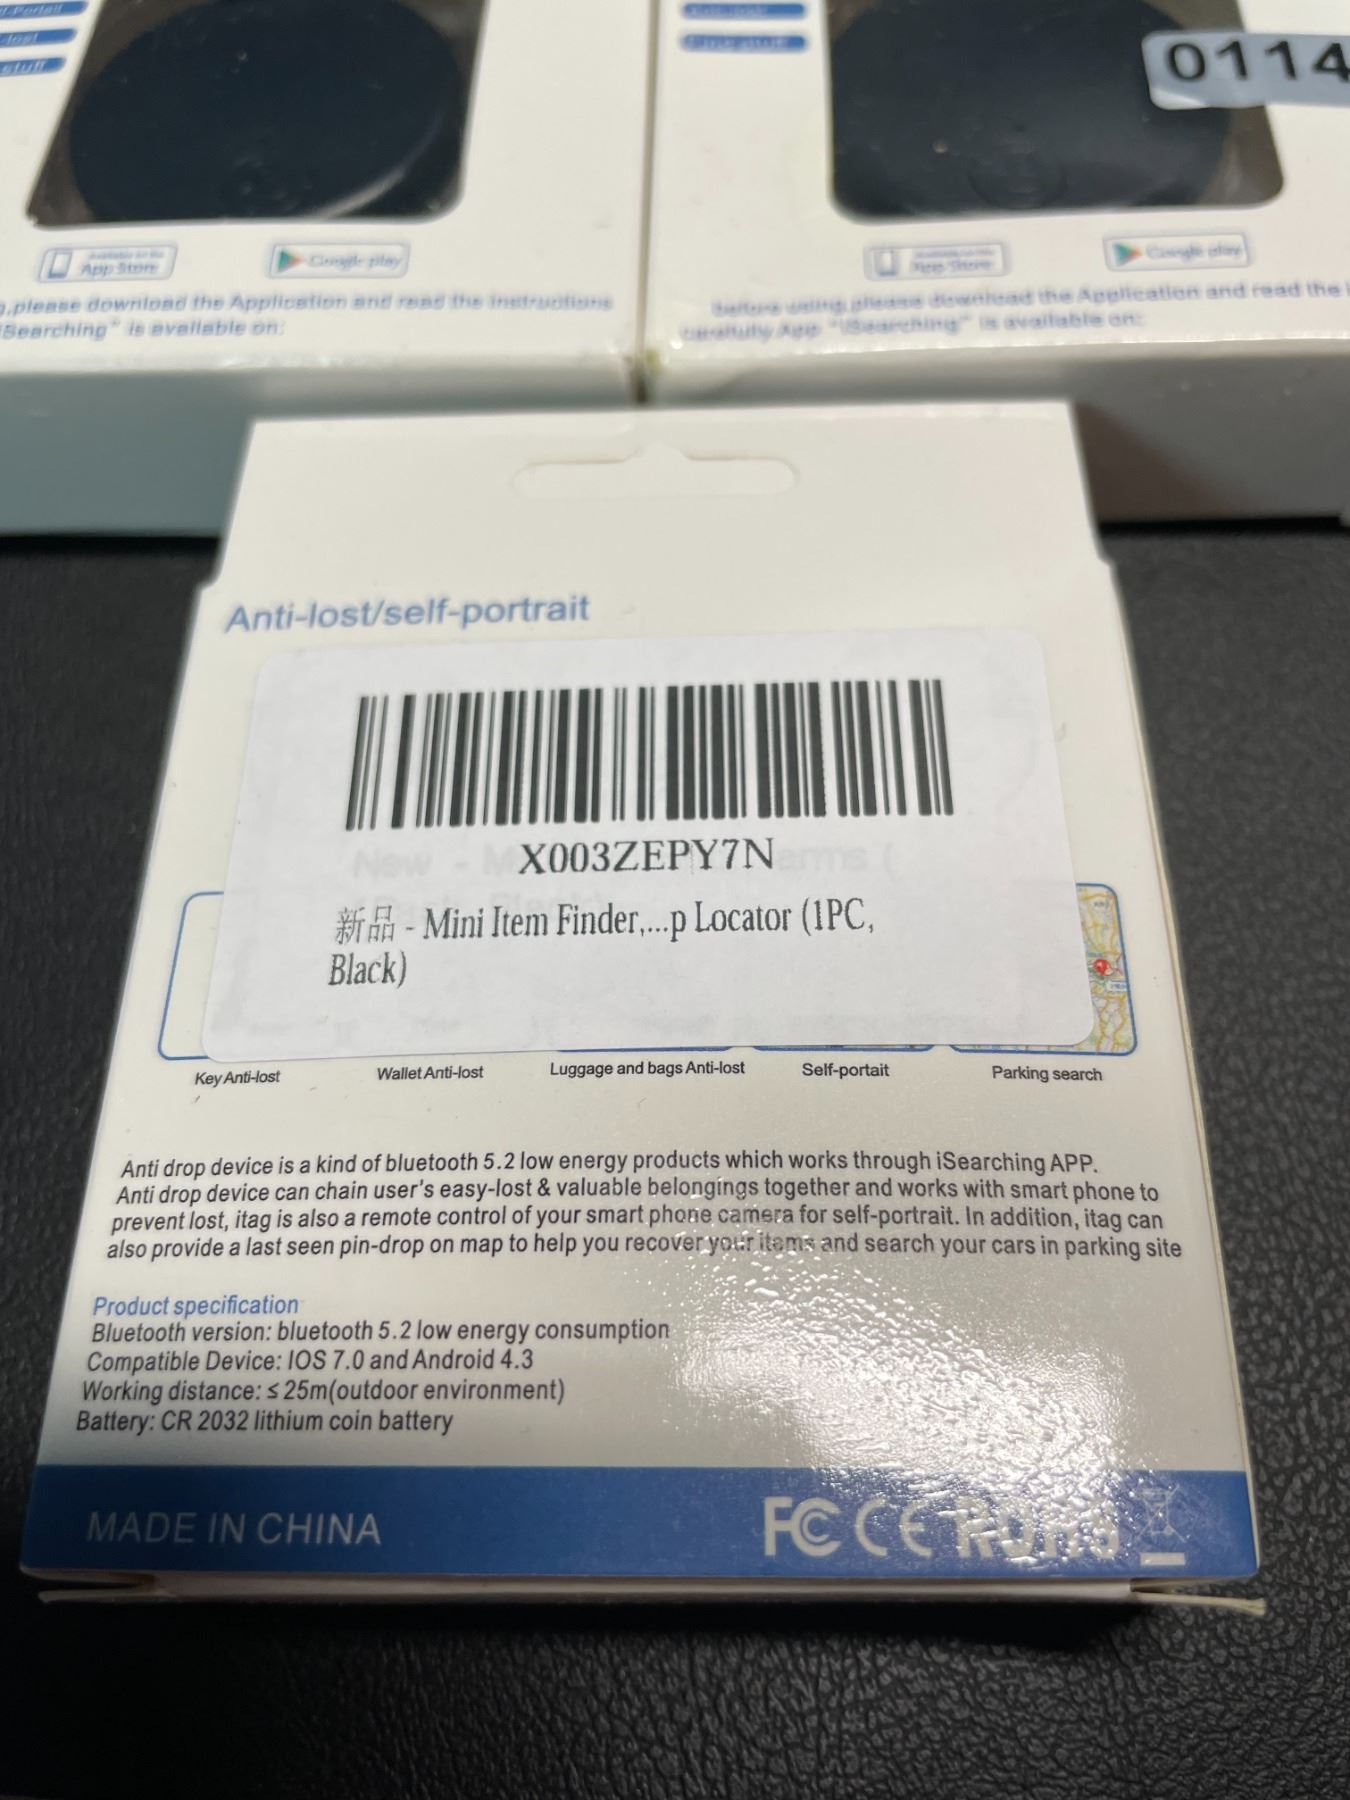 lf-Portait
-lost
stuff
0114
App Store
Google play
App Store
Google play
,please download the Application and read the instructions
before using,please download the Application and read the
Searching" is available on:
carefully.App "iSearching" is available on:
Anti-lost/self-portrait
X003ZEPY7N
新品 - Mini Item Finder,...p Locator (1PC,
Black)
Key Anti-lost
Wallet Anti-lost
Luggage and bags Anti-lost
Self-portait
Parking search
Anti drop device is a kind of bluetooth 5.2 low energy products which works through iSearching APP.
Anti drop device can chain user's easy-lost & valuable belongings together and works with smart phone to
prevent lost, itag is also a remote control of your smart phone camera for self-portrait. In addition, itag can
also provide a last seen pin-drop on map to help you recover your items and search your cars in parking site
Product specification
Bluetooth version: bluetooth 5.2 low energy consumption
Compatible Device: IOS 7.0 and Android 4.3
Working distance: ≤ 25m(outdoor environment)
Battery: CR 2032 lithium coin battery
MADE IN CHINA
FC CE ROHS